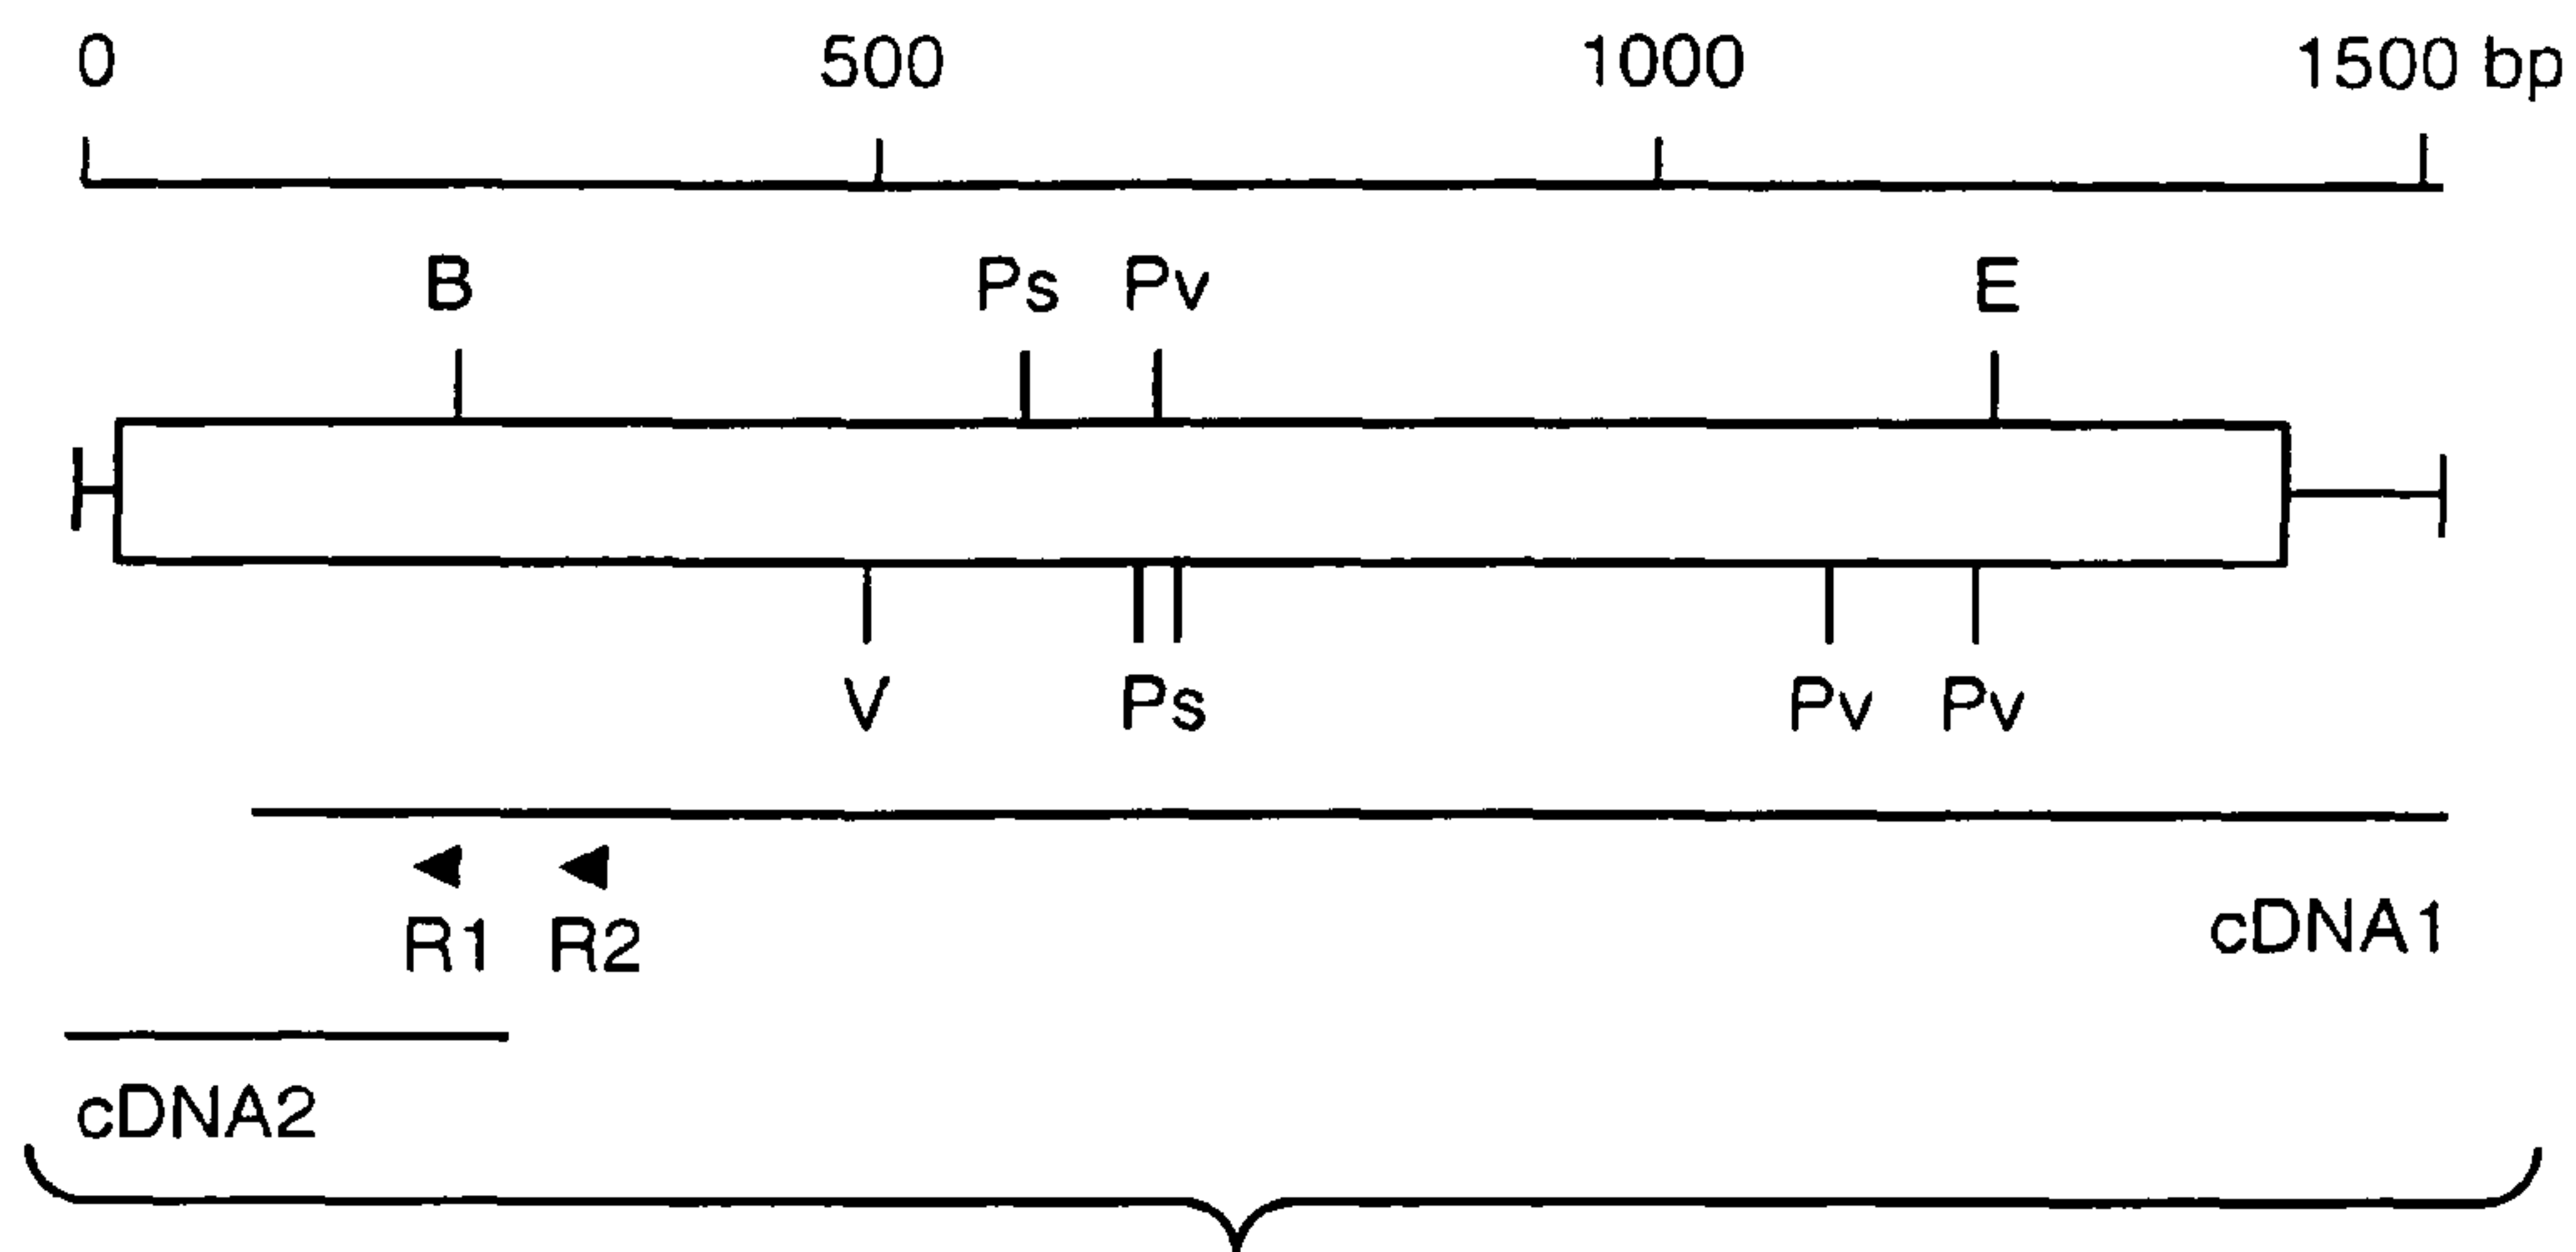 0 500 1000 1500 bp
B Ps Pv E
V Ps Pv Pv
R1 R2 cDNA1
cDNA2